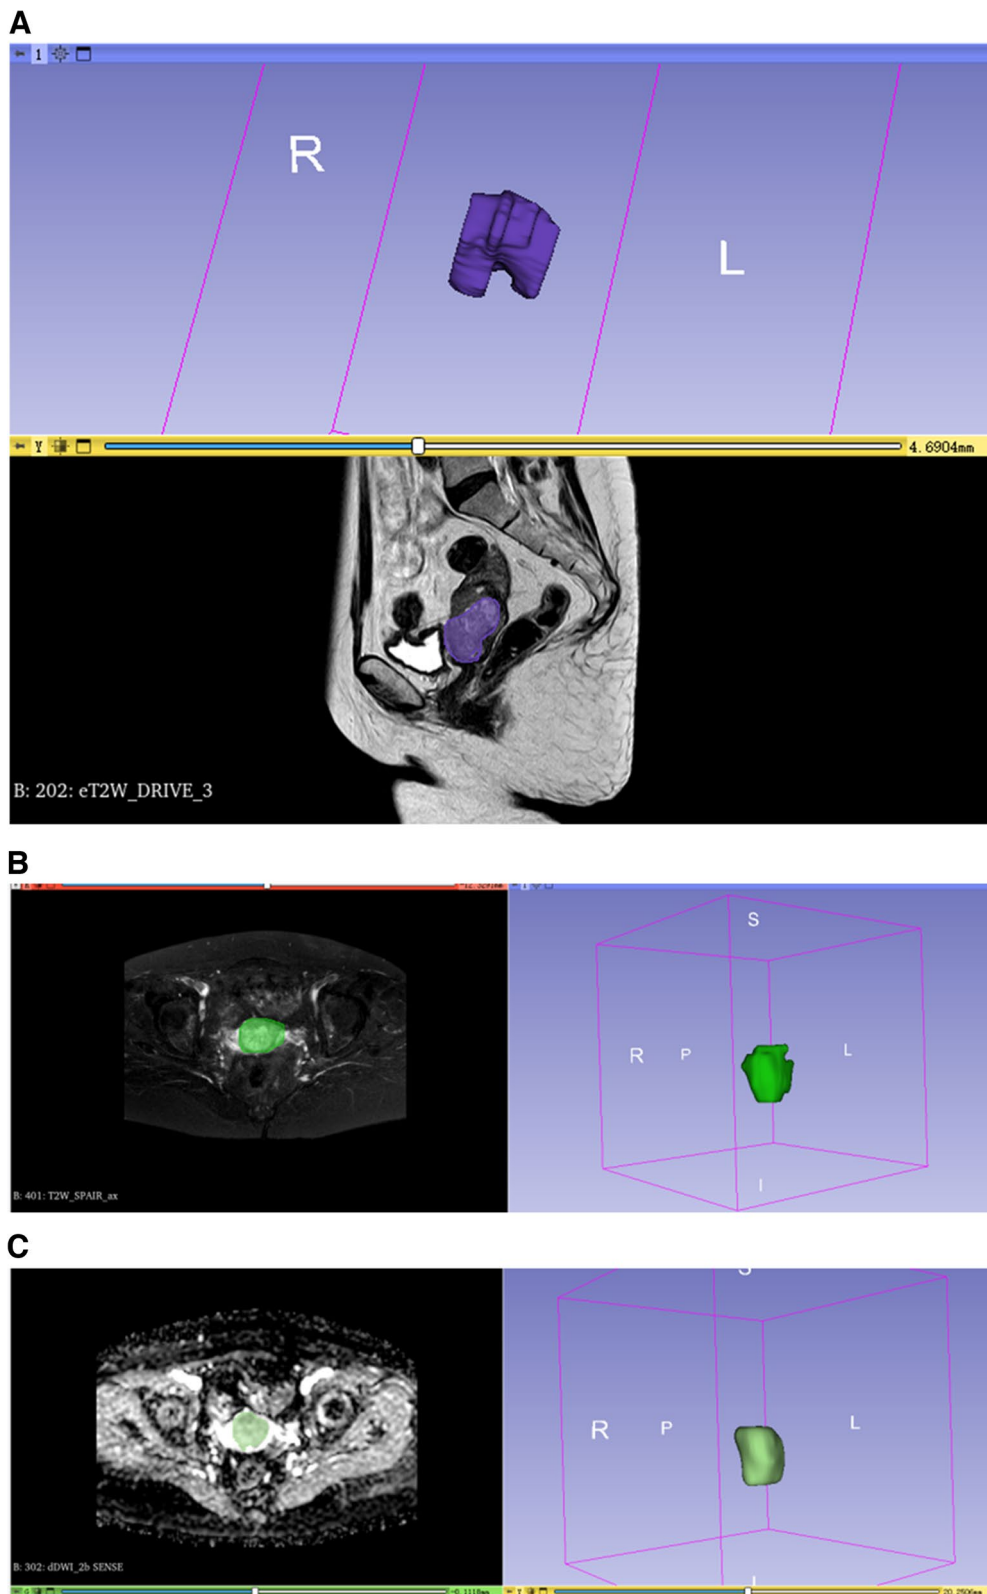 A
1
R
L
Y
4.6904mm
B: 202: eT2W_DRIVE_3
B
S
R
P
L
I
B: 401: T2W_SPAIR_ax
C
S
R
P
L
B: 302: dDWI_2b SENSE